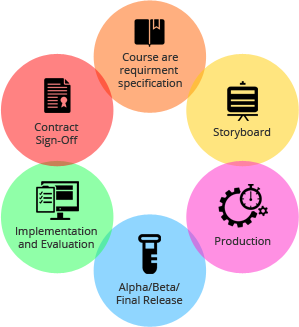 Course are
requirment
specification
Storyboard
Production
Alpha/Beta/
Final Release
Implementation
and Evaluation
Contract
Sign-Off